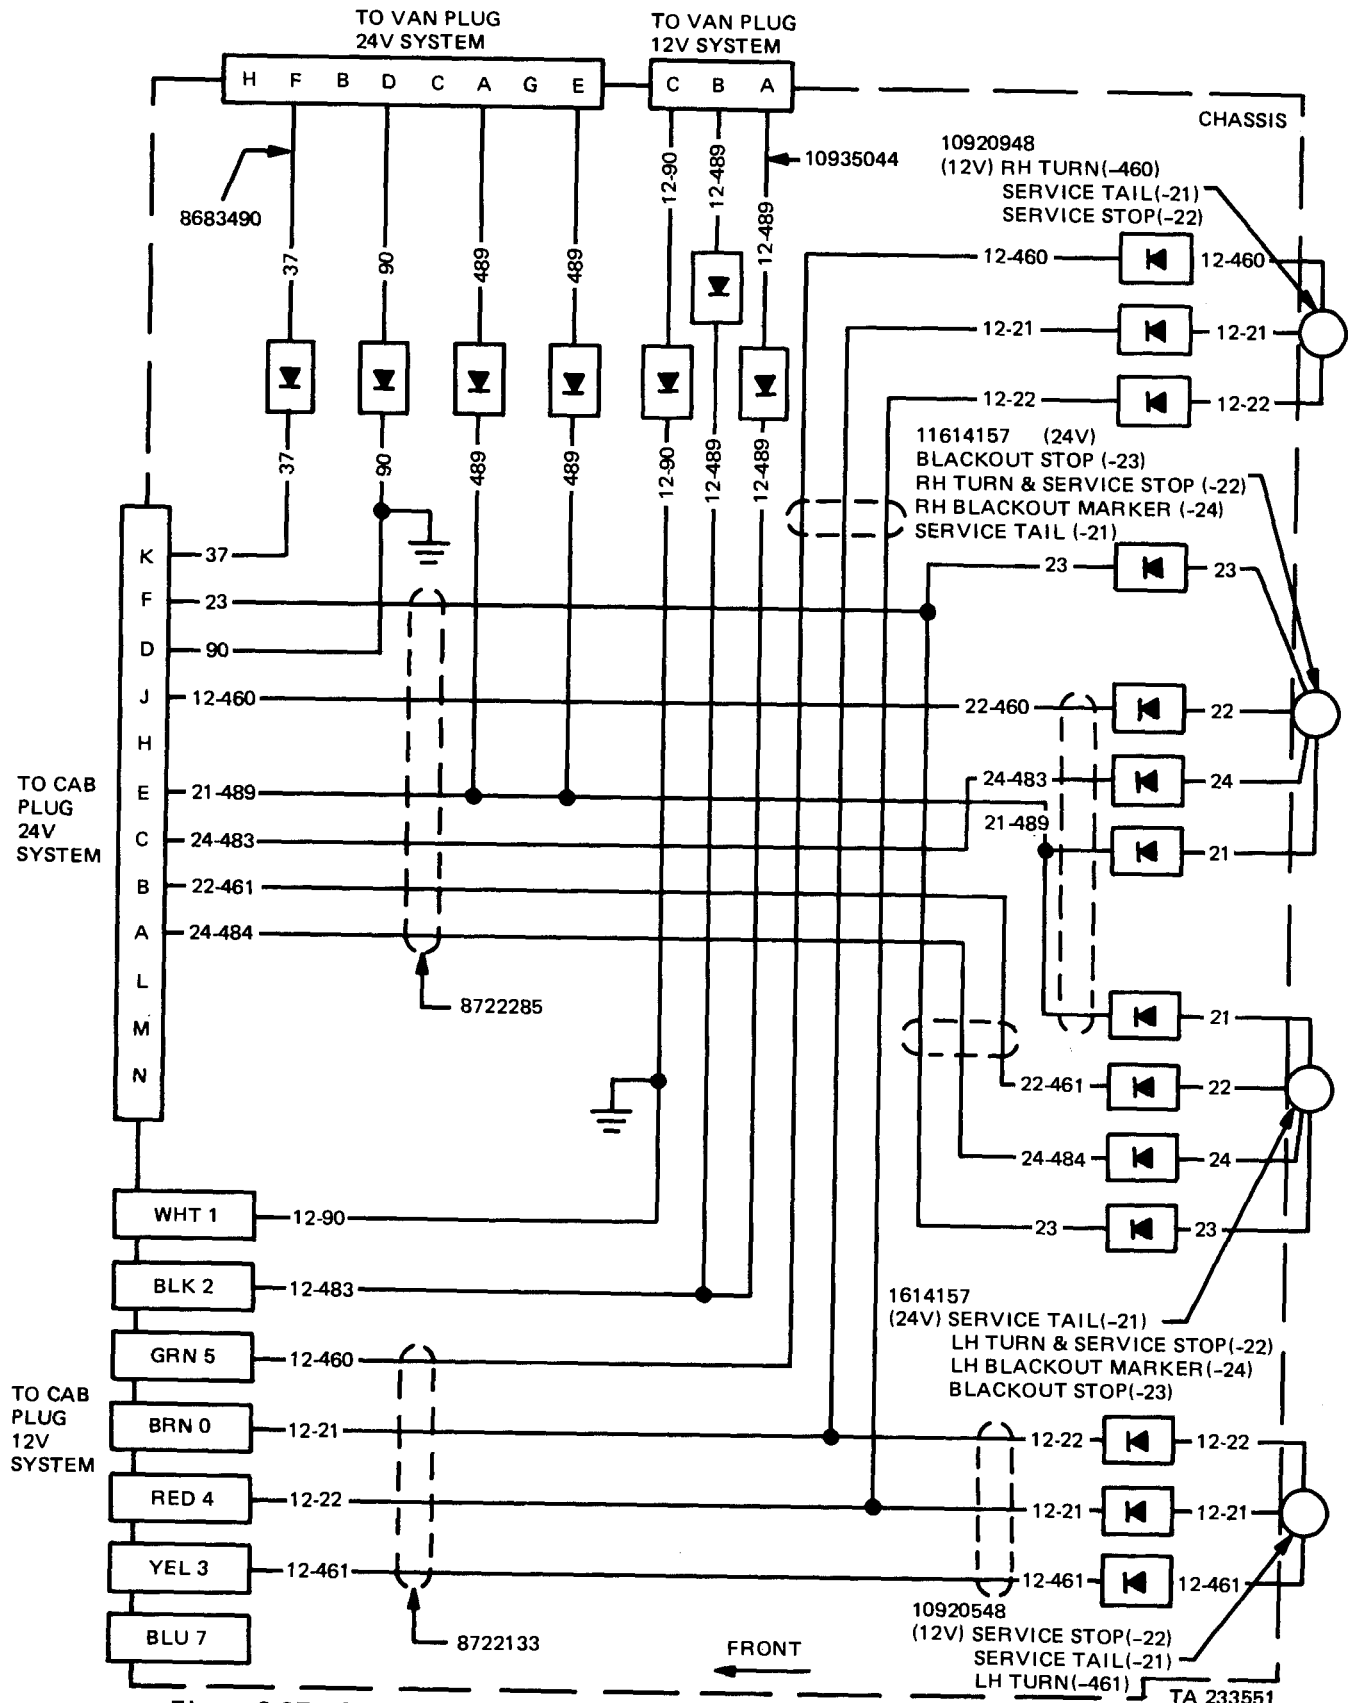 TO VAN PLUG
24V SYSTEM
TO VAN PLUG
12V SYSTEM
H F B D C A G E
C B A
CHASSIS
8683490
10935044
37
90
489
489
12-90
12-489
12-489
37
90
489
489
12-90
12-489
12-489
10920948
(12V) RH TURN(-460)
SERVICE TAIL(-21)
SERVICE STOP(-22)
12-460 12-460
12-21 12-21
12-22 12-22
11614157 (24V)
BLACKOUT STOP (-23)
RH TURN & SERVICE STOP (-22)
RH BLACKOUT MARKER (-24)
SERVICE TAIL (-21)
23 23
22-460 22
24-483 24
21-489 21
TO CAB
PLUG
24V
SYSTEM
K 37
F 23
D 90
J 12-460
H
E 21-489
C 24-483
B 22-461
A 24-484
L
M
N
8722285
21
22-461 22
24-484 24
23 23
1614157
(24V) SERVICE TAIL(-21)
LH TURN & SERVICE STOP(-22)
LH BLACKOUT MARKER(-24)
BLACKOUT STOP(-23)
TO CAB
PLUG
12V
SYSTEM
WHT 1 12-90
BLK 2 12-483
GRN 5 12-460
BRN 0 12-21
RED 4 12-22
YEL 3 12-461
BLU 7
8722133
12-22 12-22
12-21 12-21
12-461 12-461
10920548
(12V) SERVICE STOP(-22)
SERVICE TAIL(-21)
LH TURN(-461)
FRONT
TA 233551